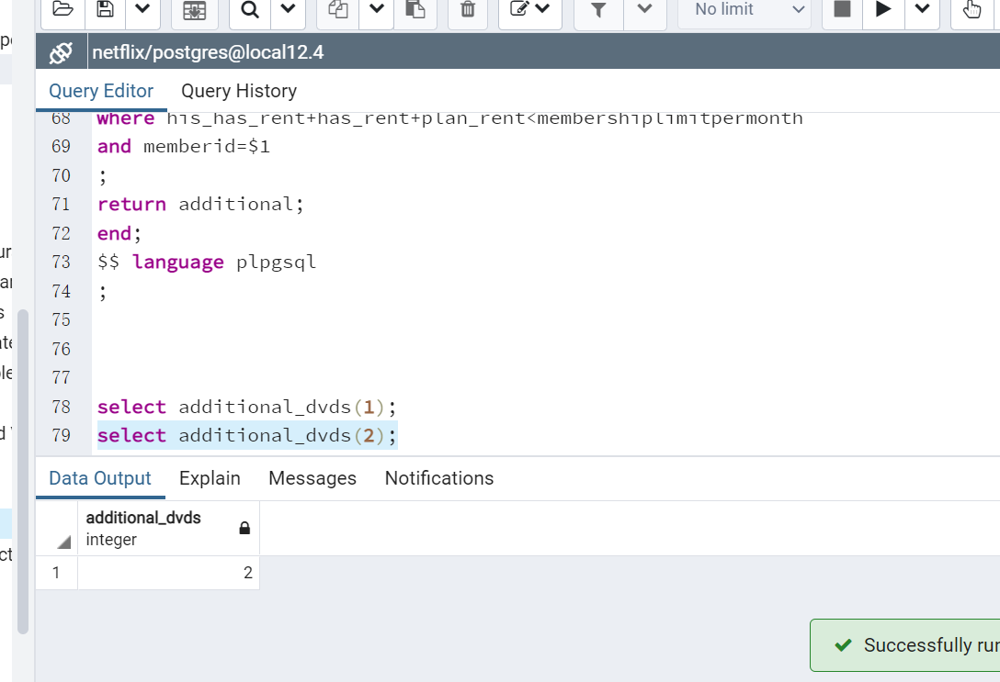 No limit
netflix/postgres@local12.4
Query Editor Query History
68 where his_has_rent+has_rent+plan_rent<membershiplimitpermonth
69 and memberid=$1
70 ;
71 return additional;
72 end;
73 $$ language plpgsql
74 ;
75
76
77
78 select additional_dvds(1);
79 select additional_dvds(2);
Data Output Explain Messages Notifications
additional_dvds
integer
1 2
Successfully